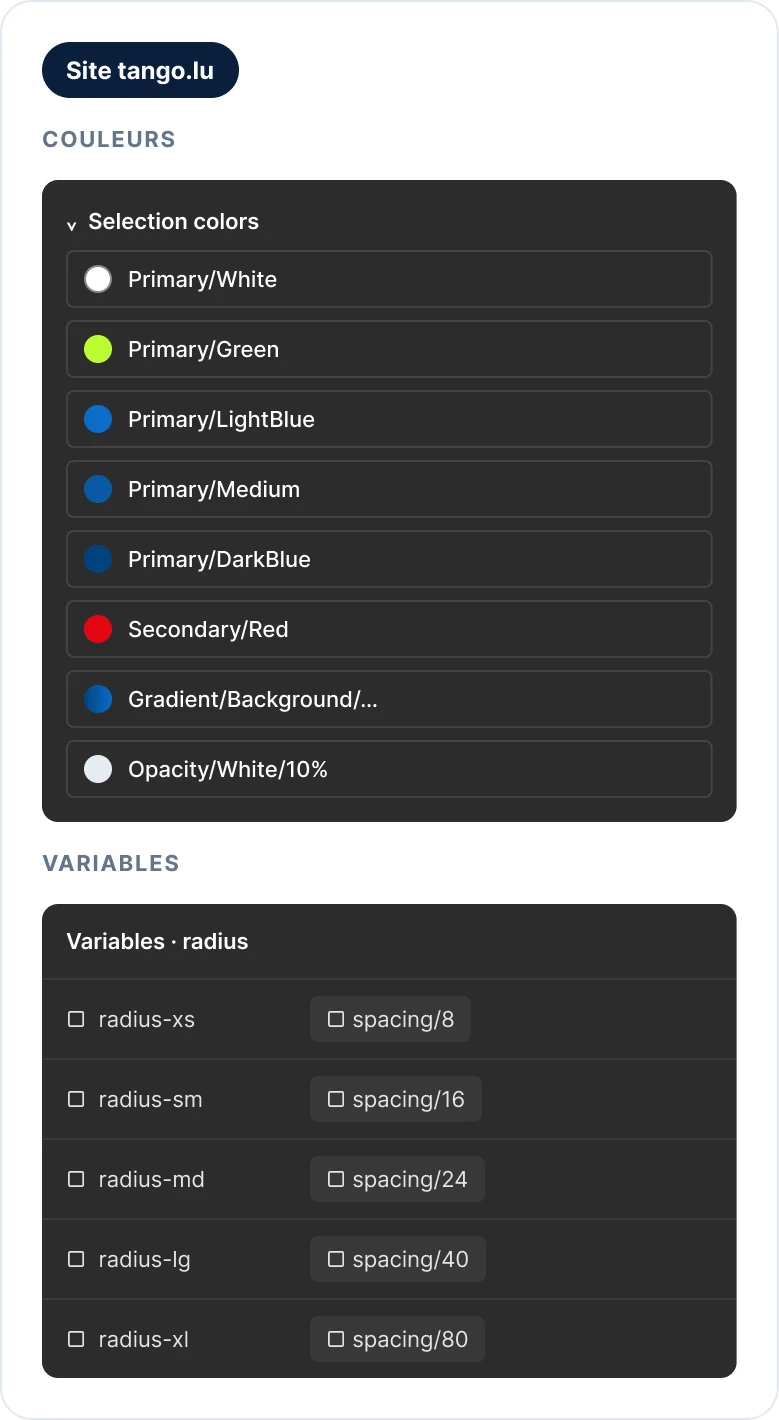 Site tango.lu
COULEURS
Selection colors
Primary/White
Primary/Green
Primary/LightBlue
Primary/Medium
Primary/DarkBlue
Secondary/Red
Gradient/Background/...
Opacity/White/10%
VARIABLES
Variables · radius
radius-xs spacing/8
radius-sm spacing/16
radius-md spacing/24
radius-lg spacing/40
radius-xl spacing/80